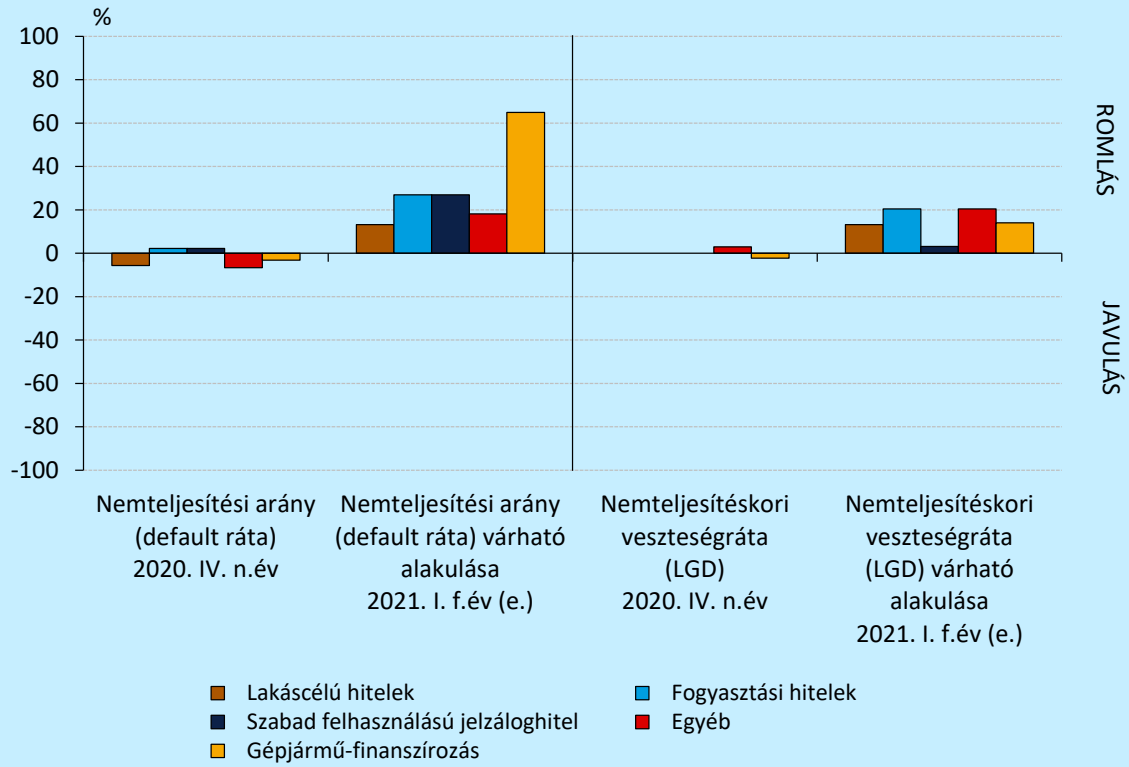 %
100
80
60
40
20
0
-20
-40
-60
-80
-100
ROMLÁS
JAVULÁS
Nemteljesítési arány
(default ráta)
2020. IV. n.év
Nemteljesítési arány
(default ráta) várható
alakulása
2021. I. f.év (e.)
Nemteljesítéskori
veszteségráta
(LGD)
2020. IV. n.év
Nemteljesítéskori
veszteségráta
(LGD) várható
alakulása
2021. I. f.év (e.)
Lakáscélú hitelek
Fogyasztási hitelek
Szabad felhasználású jelzáloghitel
Egyéb
Gépjármű-finanszírozás